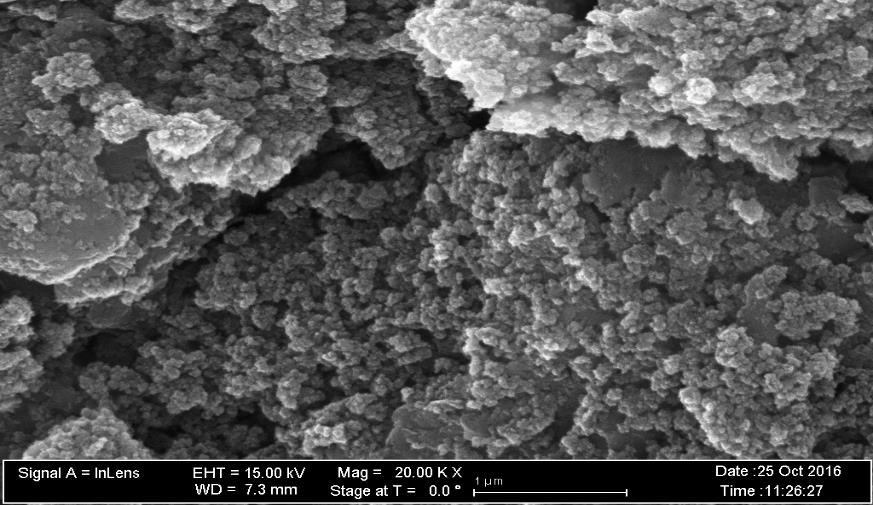 Signal A = InLens EHT = 15.00 kV Mag = 20.00 K X 1 µm Date :25 Oct 2016
WD = 7.3 mm Stage at T = 0.0 ° Time :11:26:27